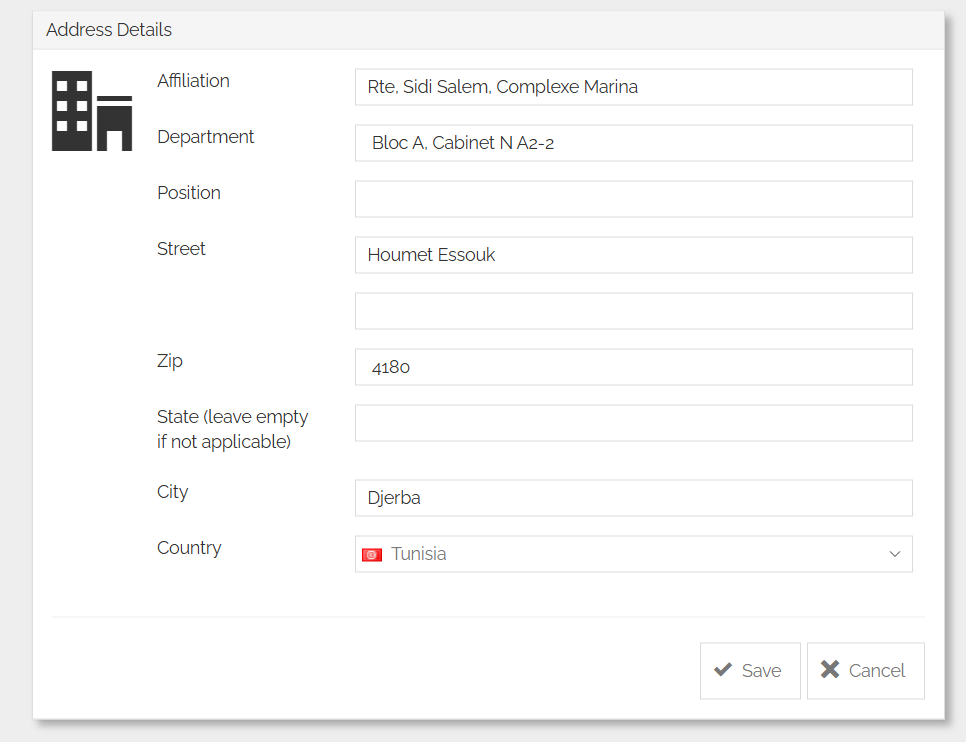 Address Details
Affiliation
Rte, Sidi Salem, Complexe Marina
Department
Bloc A, Cabinet N A2-2
Position
Street
Houmet Essouk
Zip
4180
State (leave empty
if not applicable)
City
Djerba
Country
Tunisia
Save
Cancel